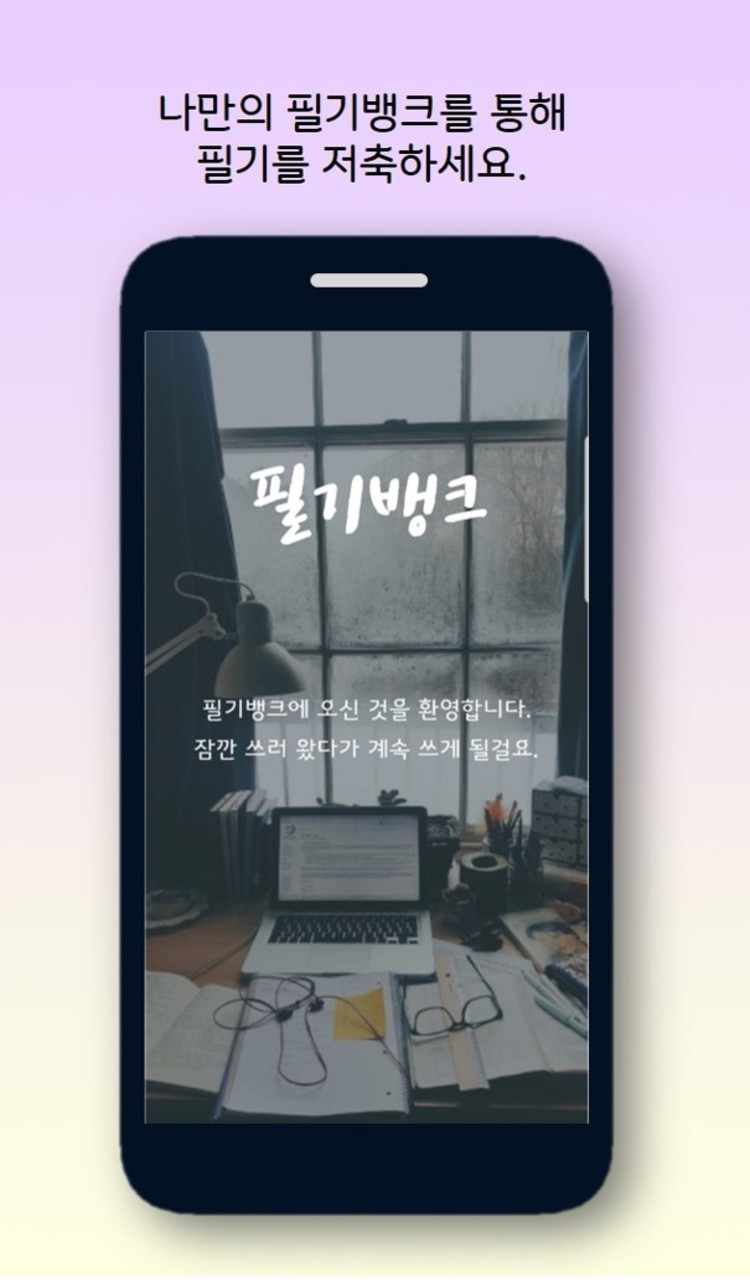 나만의 필기뱅크를 통해
필기를 저축하세요.
필기뱅크
필기뱅크에 오신 것을 환영합니다.
잠깐 쓰러 왔다가 계속 쓰게 될걸요.